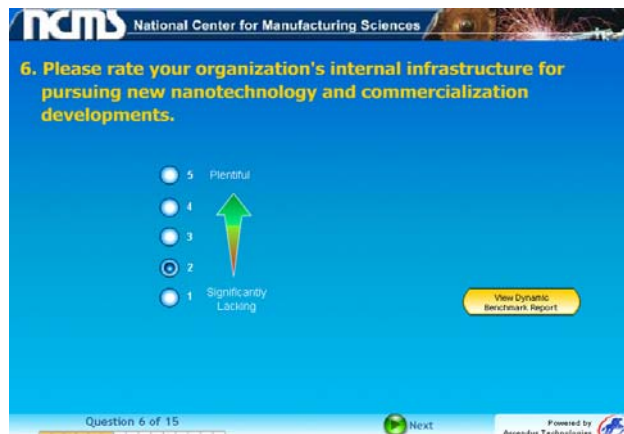 ncms National Center for Manufacturing Sciences
6. Please rate your organization's internal infrastructure for
pursuing new nanotechnology and commercialization
developments.
5 Plentiful
4
3
2
1 Significantly
Lacking
View Dynamic
Benchmark Report
Question 6 of 15
Next
Powered by
Ascendus Technologies